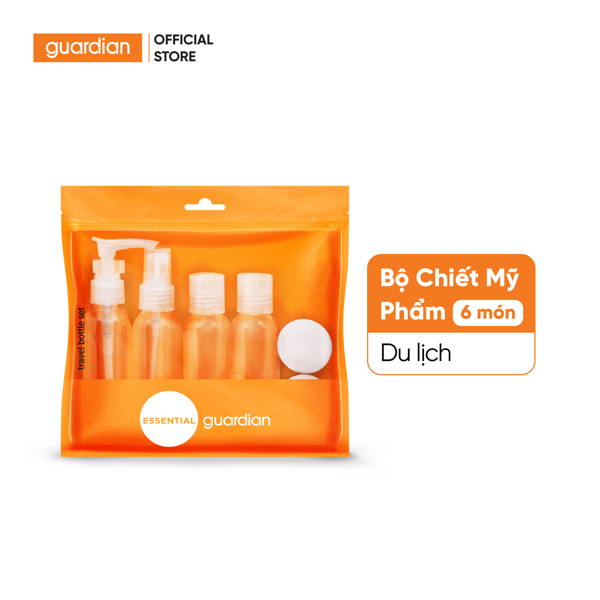 guardian
OFFICIAL
STORE
travel bottle set
ESSENTIAL
guardian
Bộ Chiết Mỹ
Phẩm 6 món
Du lịch